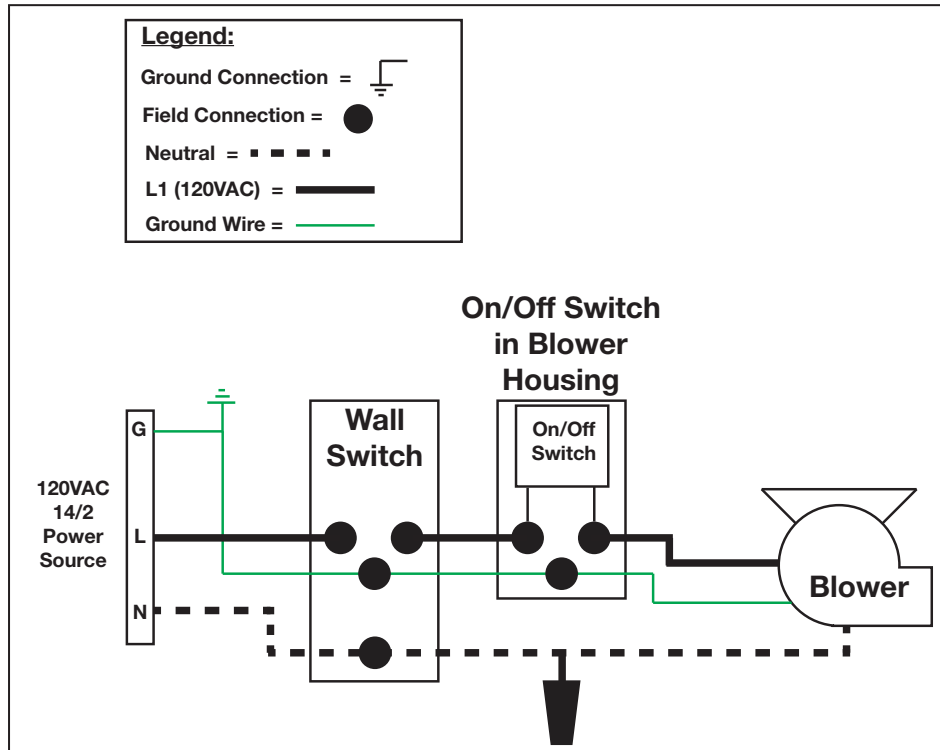 Legend:
Ground Connection =
Field Connection =
Neutral =
L1 (120VAC) =
Ground Wire =
On/Off Switch
in Blower
Housing
Wall
Switch
On/Off
Switch
G
120VAC
14/2
Power
Source
L
N
Blower